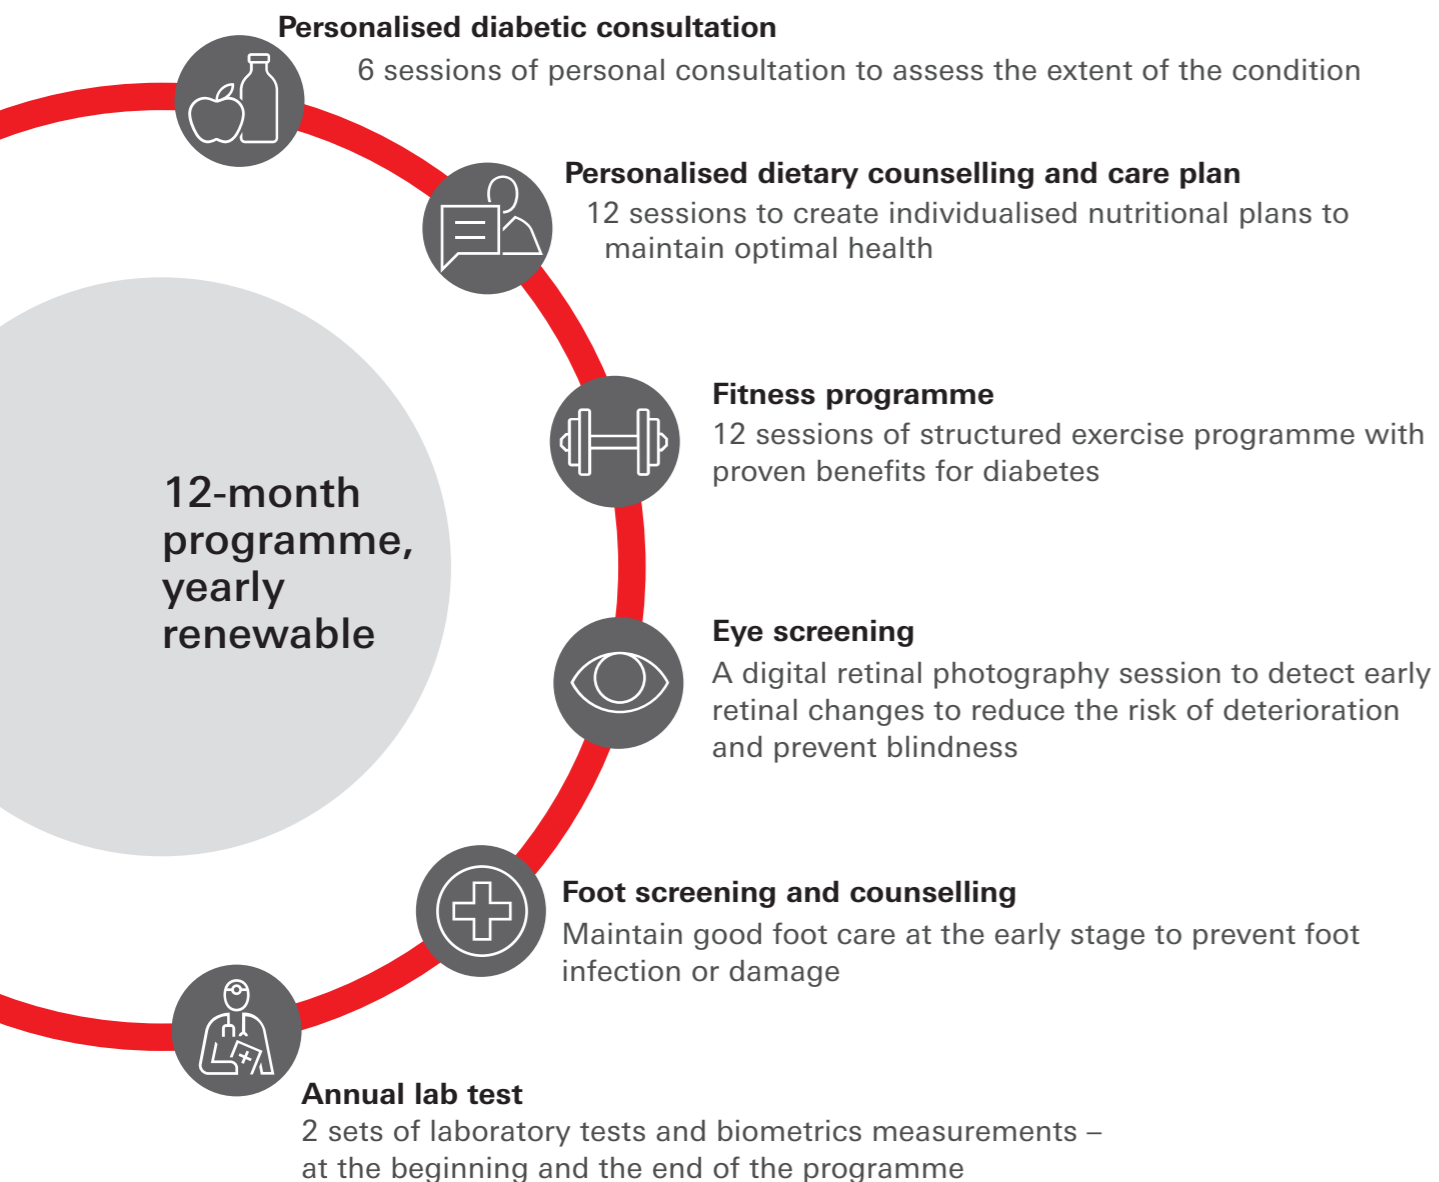 Personalised diabetic consultation
6 sessions of personal consultation to assess the extent of the condition
Personalised dietary counselling and care plan
12 sessions to create individualised nutritional plans to
maintain optimal health
Fitness programme
12 sessions of structured exercise programme with
proven benefits for diabetes
12-month
programme,
yearly
renewable
Eye screening
A digital retinal photography session to detect early
retinal changes to reduce the risk of deterioration
and prevent blindness
Foot screening and counselling
Maintain good foot care at the early stage to prevent foot
infection or damage
Annual lab test
2 sets of laboratory tests and biometrics measurements –
at the beginning and the end of the programme